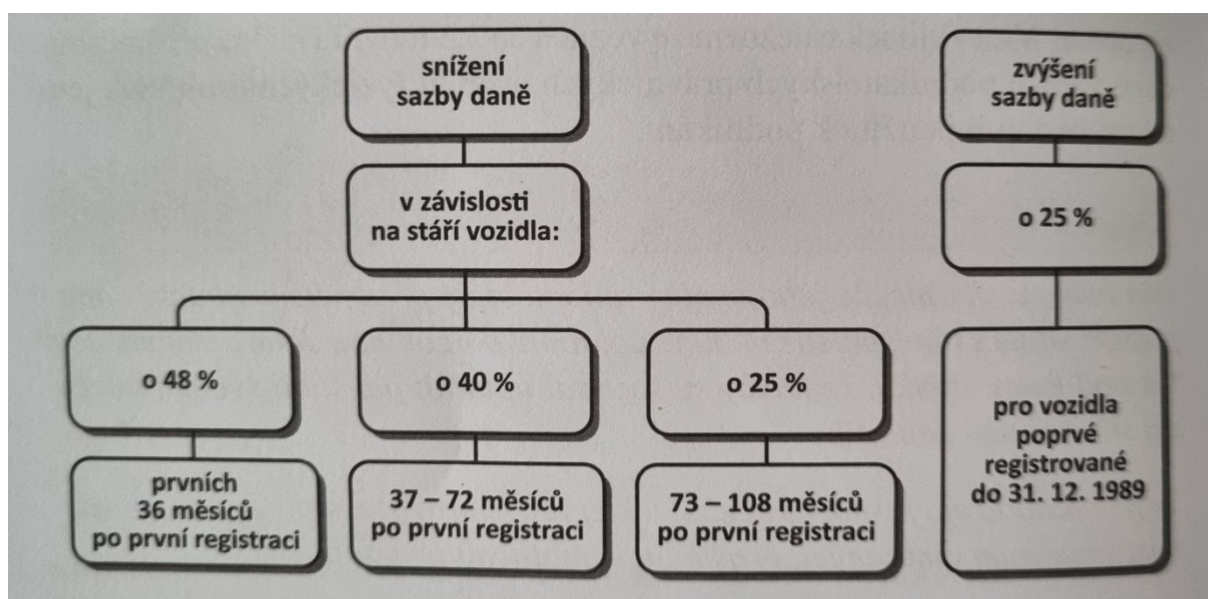 snížení
sazby daně
v závislosti
na stáří vozidla:
o 48 %
prvních
36 měsíců
po první registraci
o 40 %
37 – 72 měsíců
po první registraci
o 25 %
73 – 108 měsíců
po první registraci
zvýšení
sazby daně
o 25 %
pro vozidla
poprvé
registrované
do 31. 12. 1989